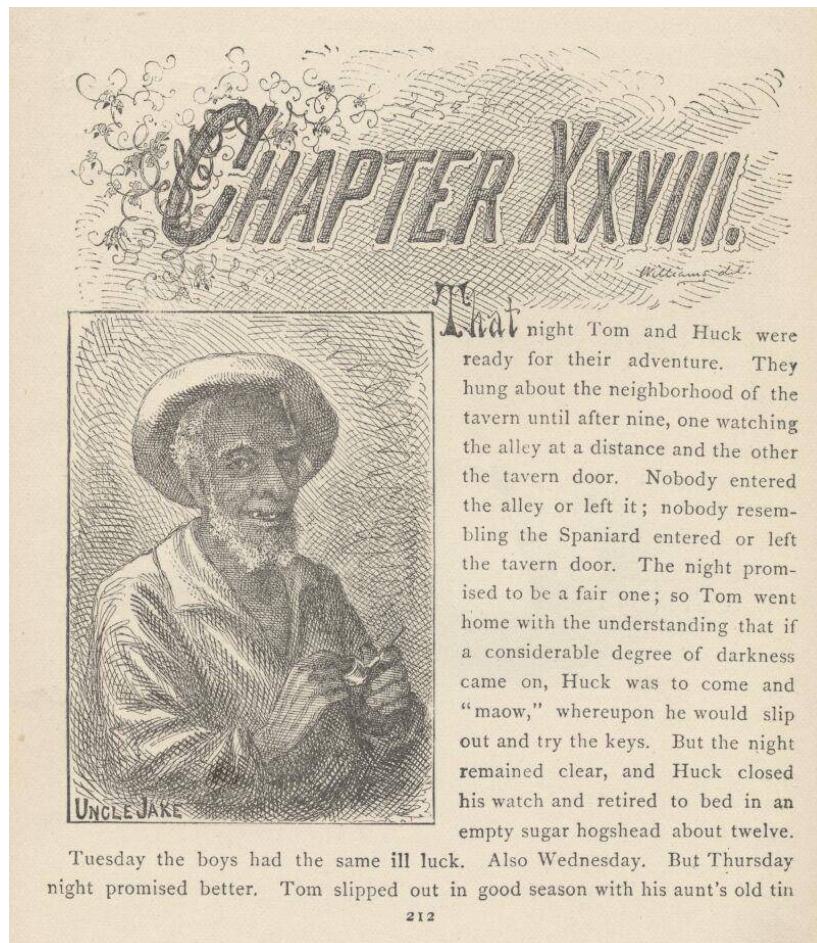 CHAPTER XXVIII.
Williams del.
That night Tom and Huck were
ready for their adventure. They
hung about the neighborhood of the
tavern until after nine, one watching
the alley at a distance and the other
the tavern door. Nobody entered
the alley or left it; nobody resem-
bling the Spaniard entered or left
the tavern door. The night prom-
ised to be a fair one; so Tom went
home with the understanding that if
a considerable degree of darkness
came on, Huck was to come and
“maow,” whereupon he would slip
out and try the keys. But the night
remained clear, and Huck closed
his watch and retired to bed in an
empty sugar hogshead about twelve.
UNCLE JAKE
Tuesday the boys had the same ill luck. Also Wednesday. But Thursday
night promised better. Tom slipped out in good season with his aunt's old tin
212